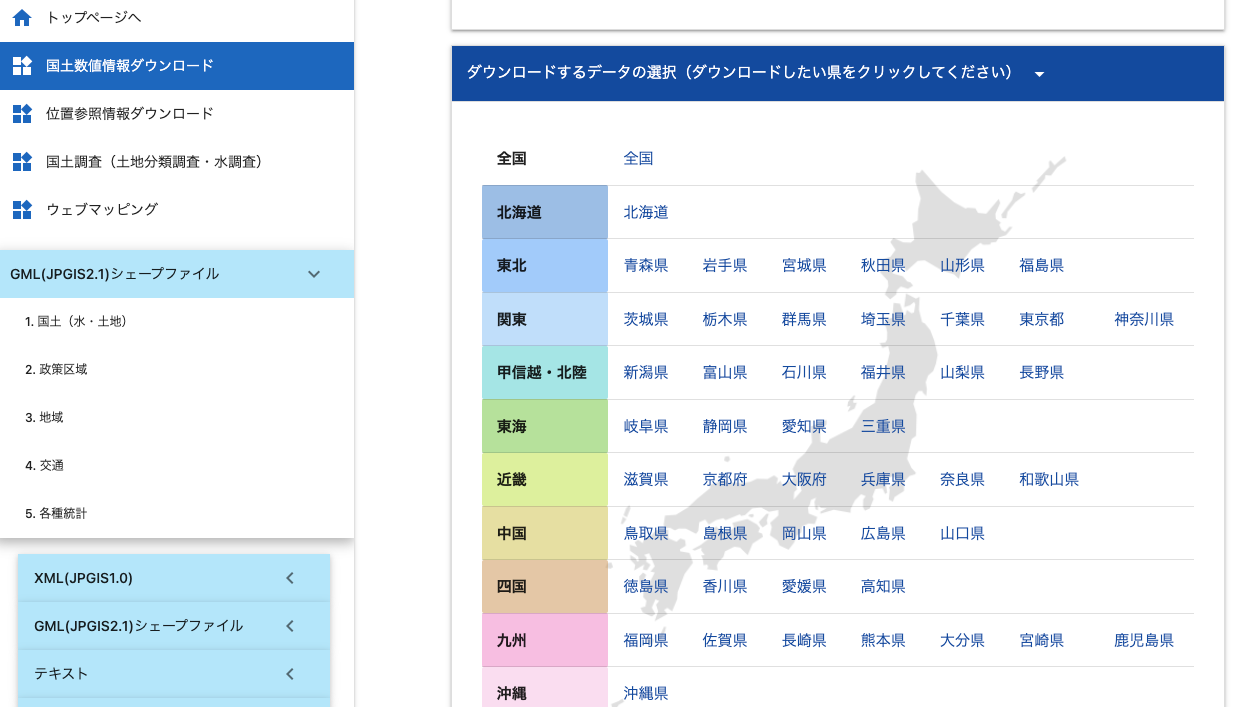 トップページへ
国土数値情報ダウンロード
位置参照情報ダウンロード
国土調査（土地分類調査・水調査）
ウェブマッピング
GML(JPGIS2.1)シェープファイル
1. 国土（水・土地）
2. 政策区域
3. 地域
4. 交通
5. 各種統計
XML(JPGIS1.0)
GML(JPGIS2.1)シェープファイル
テキスト
ダウンロードするデータの選択（ダウンロードしたい県をクリックしてください）
全国 全国
北海道 北海道
東北 青森県 岩手県 宮城県 秋田県 山形県 福島県
関東 茨城県 栃木県 群馬県 埼玉県 千葉県 東京都 神奈川県
甲信越・北陸 新潟県 富山県 石川県 福井県 山梨県 長野県
東海 岐阜県 静岡県 愛知県 三重県
近畿 滋賀県 京都府 大阪府 兵庫県 奈良県 和歌山県
中国 鳥取県 島根県 岡山県 広島県 山口県
四国 徳島県 香川県 愛媛県 高知県
九州 福岡県 佐賀県 長崎県 熊本県 大分県 宮崎県 鹿児島県
沖縄 沖縄県